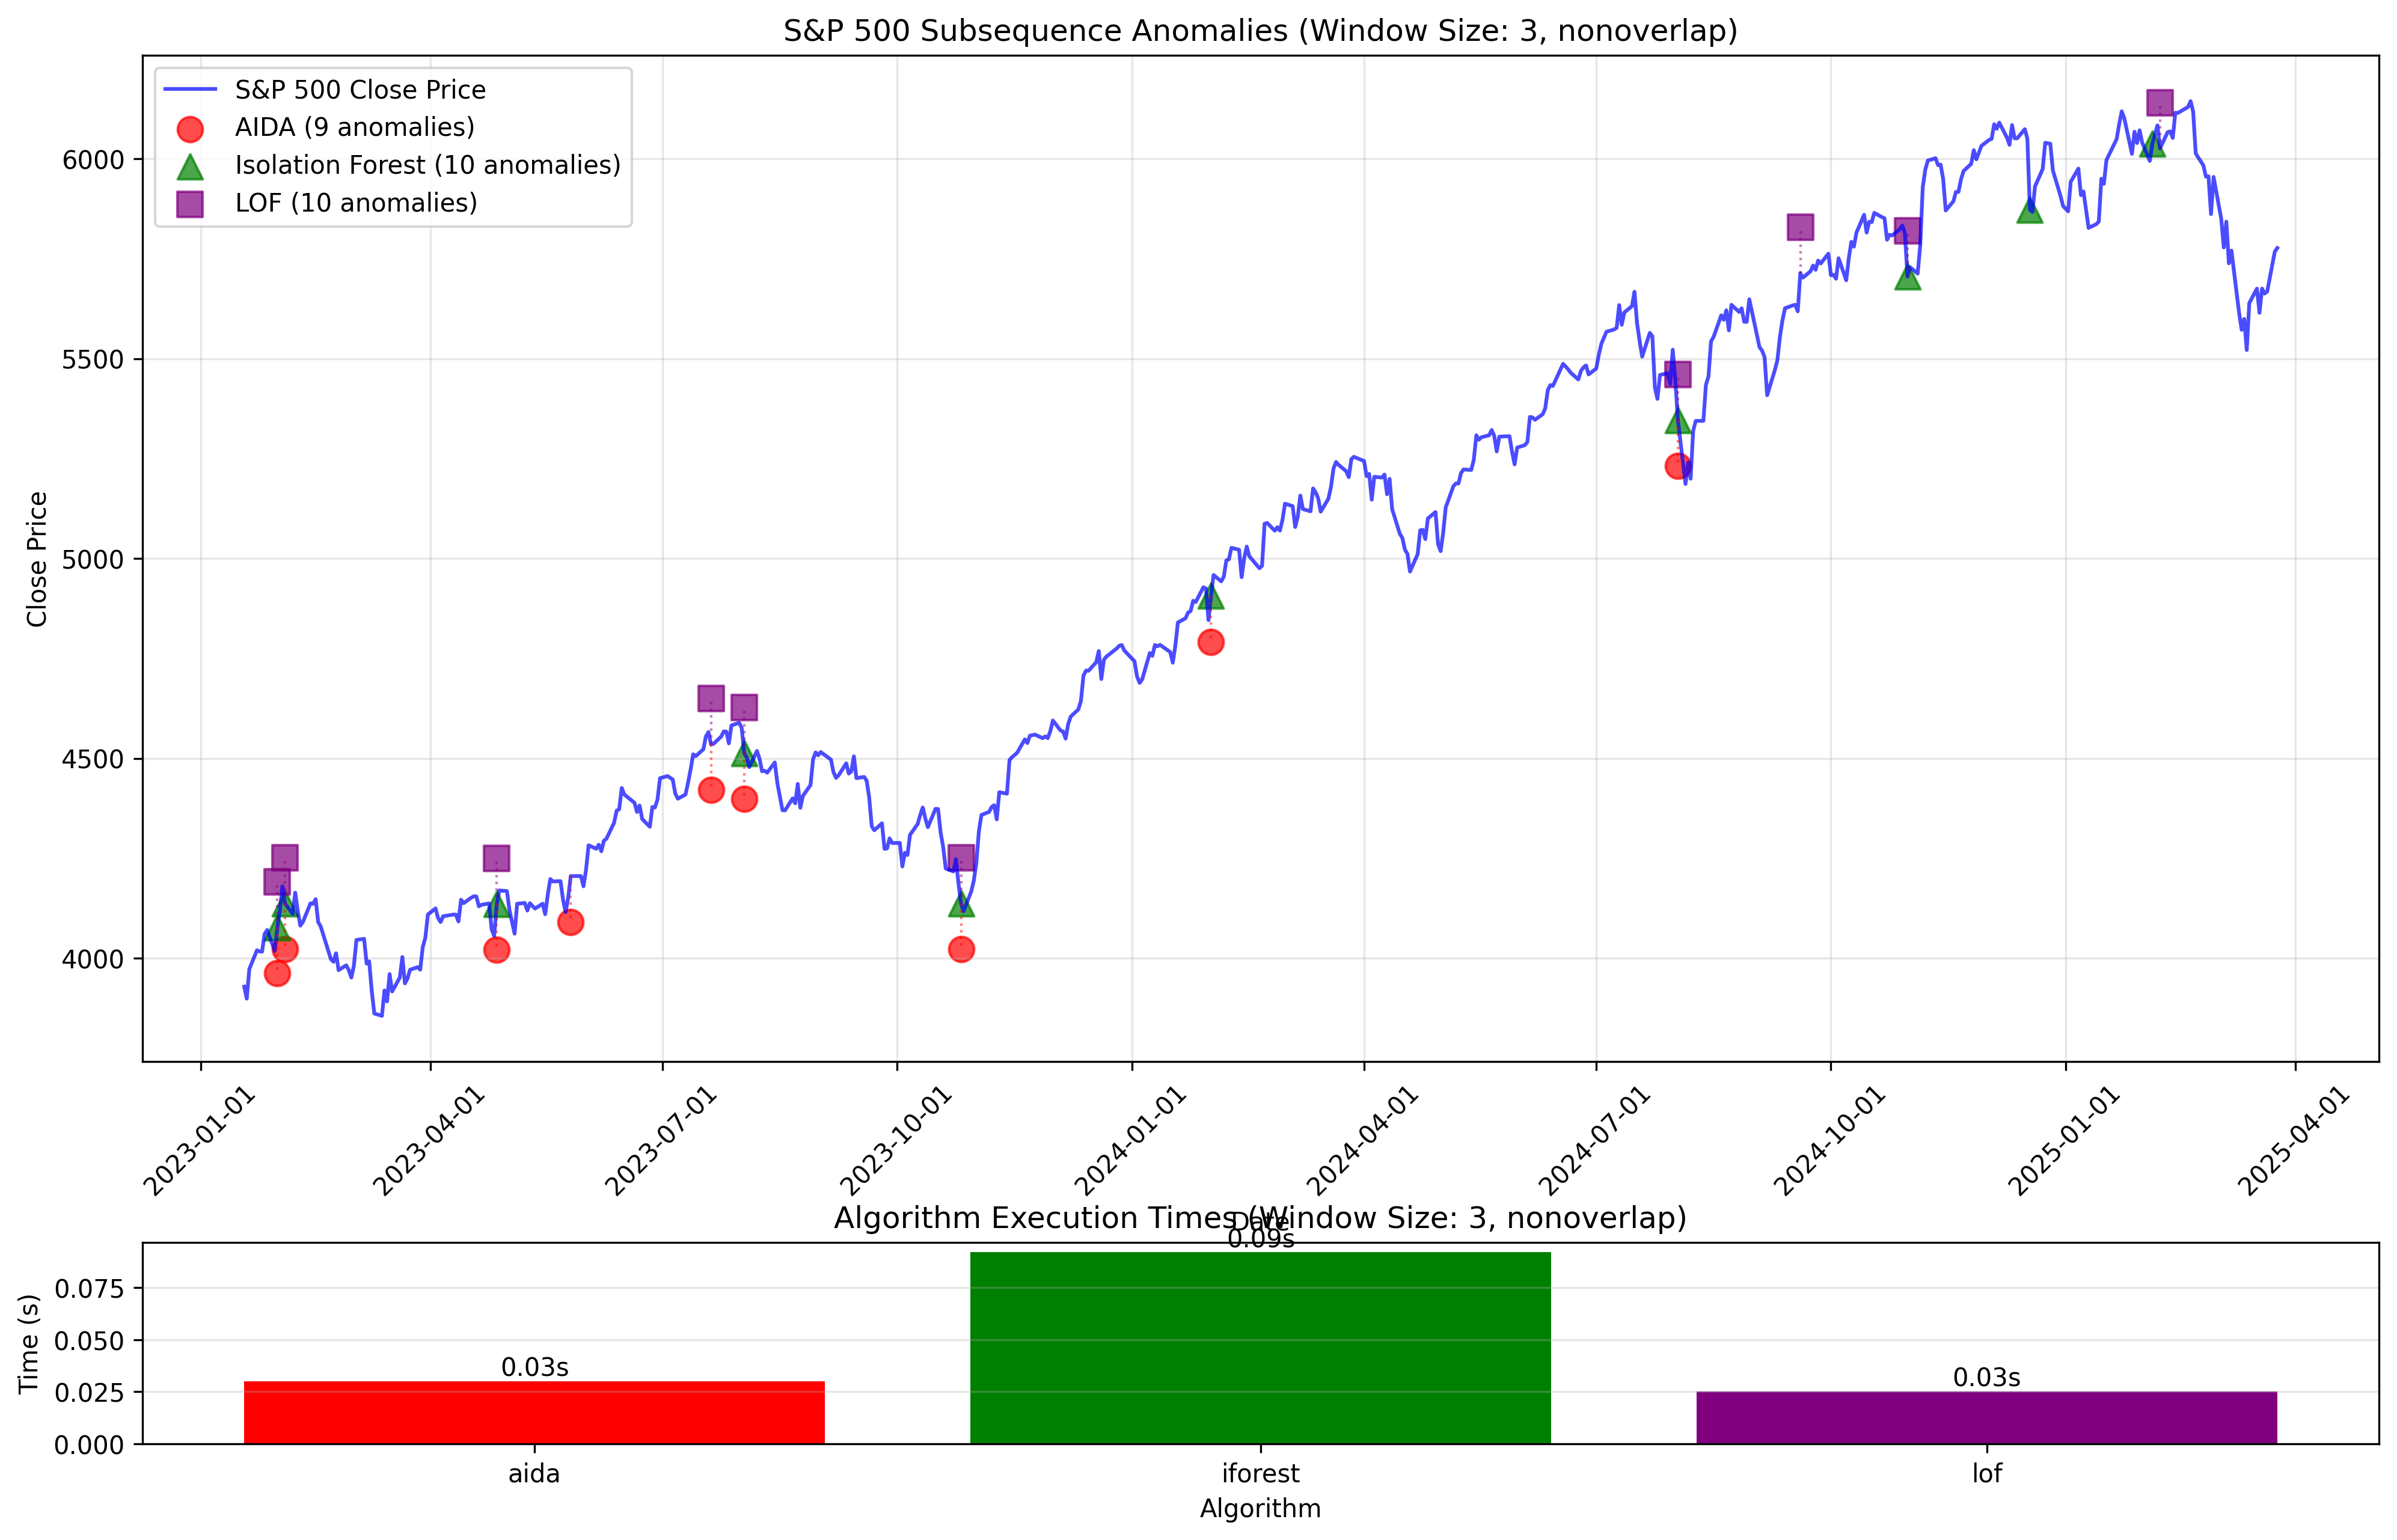 S&P 500 Subsequence Anomalies (Window Size: 3, nonoverlap)
S&P 500 Close Price
AIDA (9 anomalies)
Isolation Forest (10 anomalies)
LOF (10 anomalies)
Close Price
6000
5500
5000
4500
4000
2023-01-01
2023-04-01
2023-07-01
2023-10-01
2024-01-01
2024-04-01
2024-07-01
2024-10-01
2025-01-01
2025-04-01
Date
Algorithm Execution Times (Window Size: 3, nonoverlap)
Time (s)
0.075
0.050
0.025
0.000
0.03s
0.09s
0.03s
aida
iforest
lof
Algorithm